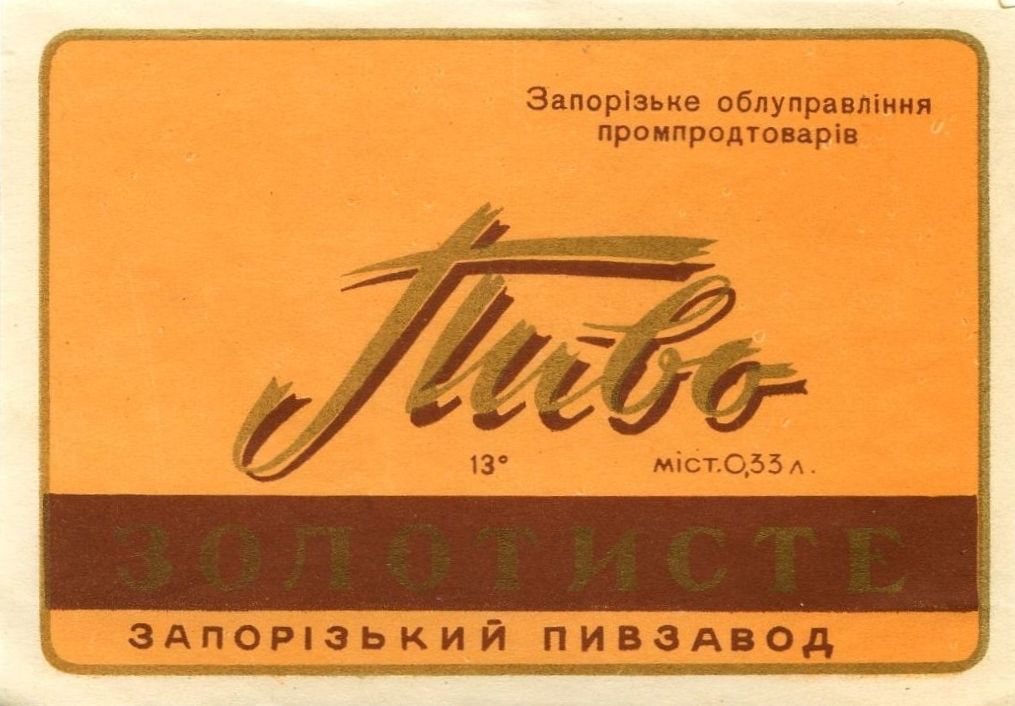 Запорізьке облуправління
промпродтоварів
Пиво
13° міст.0,33 л.
ЗОЛОТИСТЕ
ЗАПОРІЗЬКИЙ ПИВЗАВОД